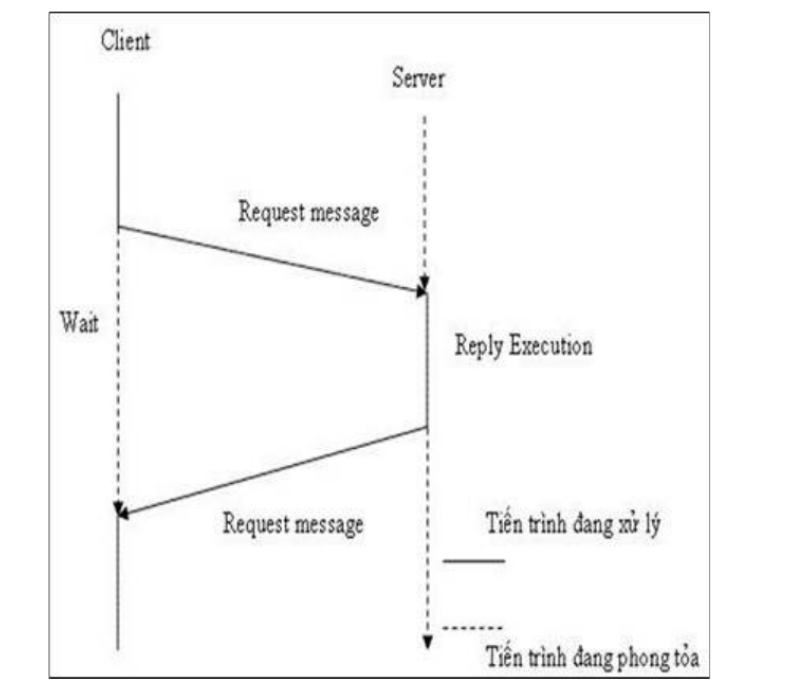 Client
Server
Request message
Wait
Reply Execution
Request message
Tiến trình đang xử lý
Tiến trình đang phong tỏa